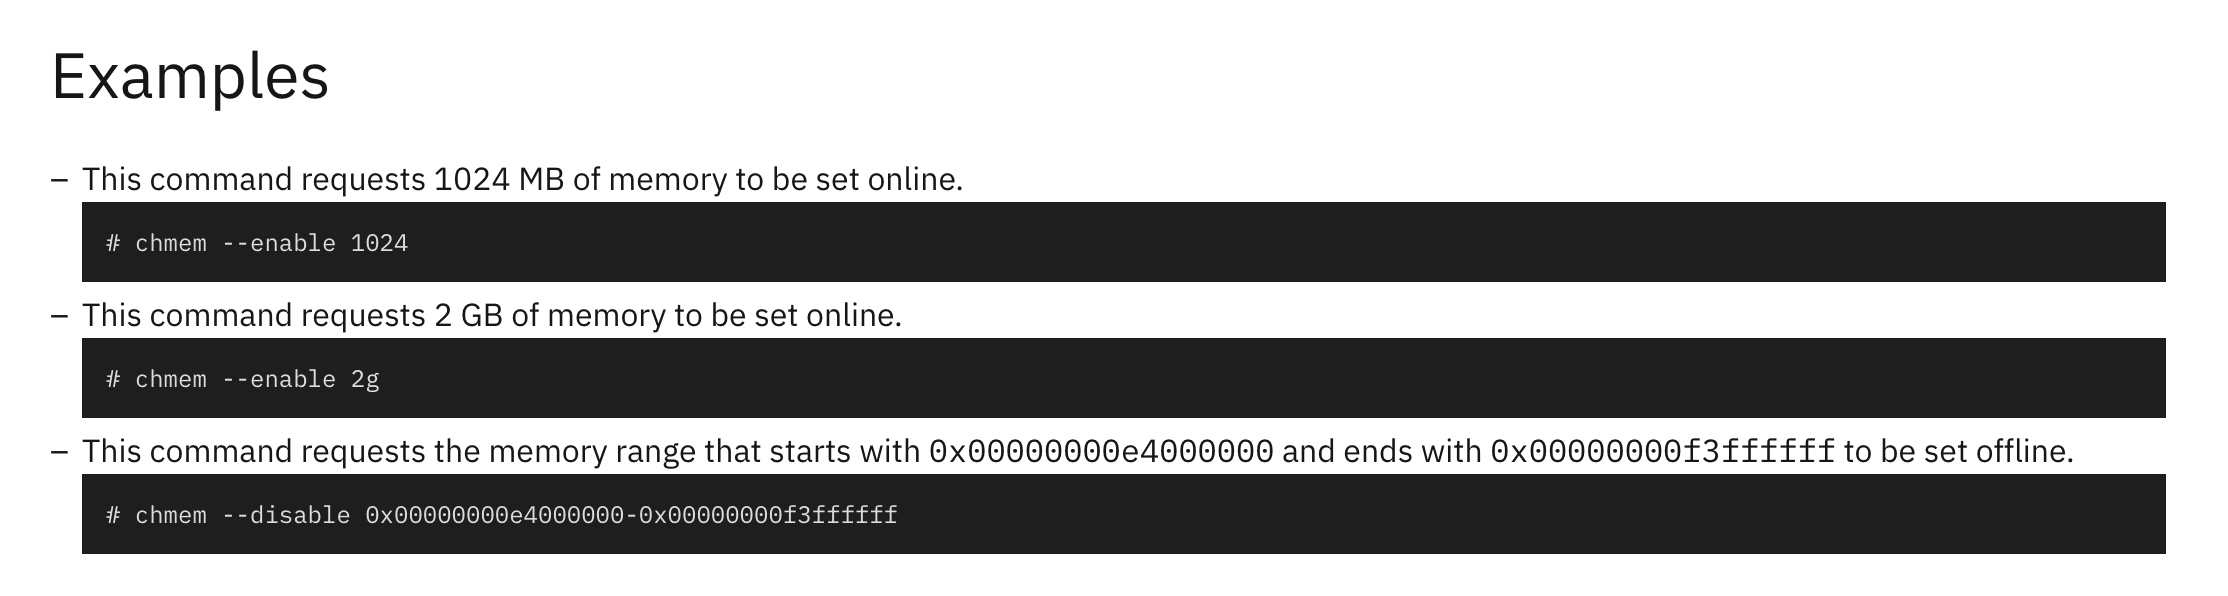 Examples
– This command requests 1024 MB of memory to be set online.
# chmem --enable 1024
– This command requests 2 GB of memory to be set online.
# chmem --enable 2g
– This command requests the memory range that starts with 0x00000000e4000000 and ends with 0x00000000f3ffffff to be set offline.
# chmem --disable 0x00000000e4000000-0x00000000f3ffffff